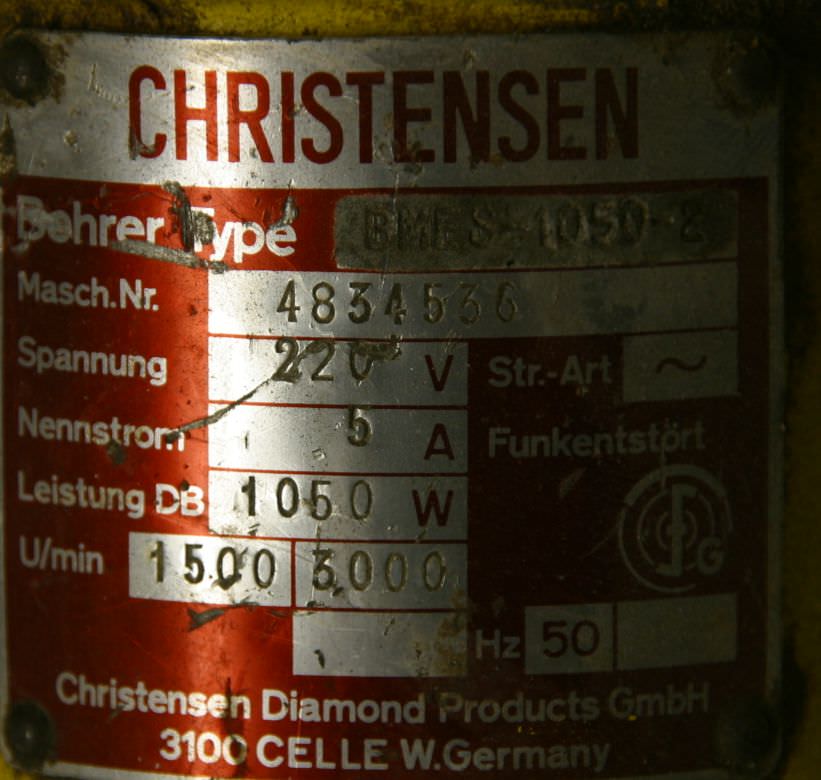 CHRISTENSEN
Bohrer Type BMES-1050-2
Masch.Nr. 4834536
Spannung 220 V Str.-Art ~
Nennstrom 5 A Funkentstört
Leistung DB 1050 W
U/min 1500 3000 G
Hz 50
Christensen Diamond Products GmbH
3100 CELLE W.Germany